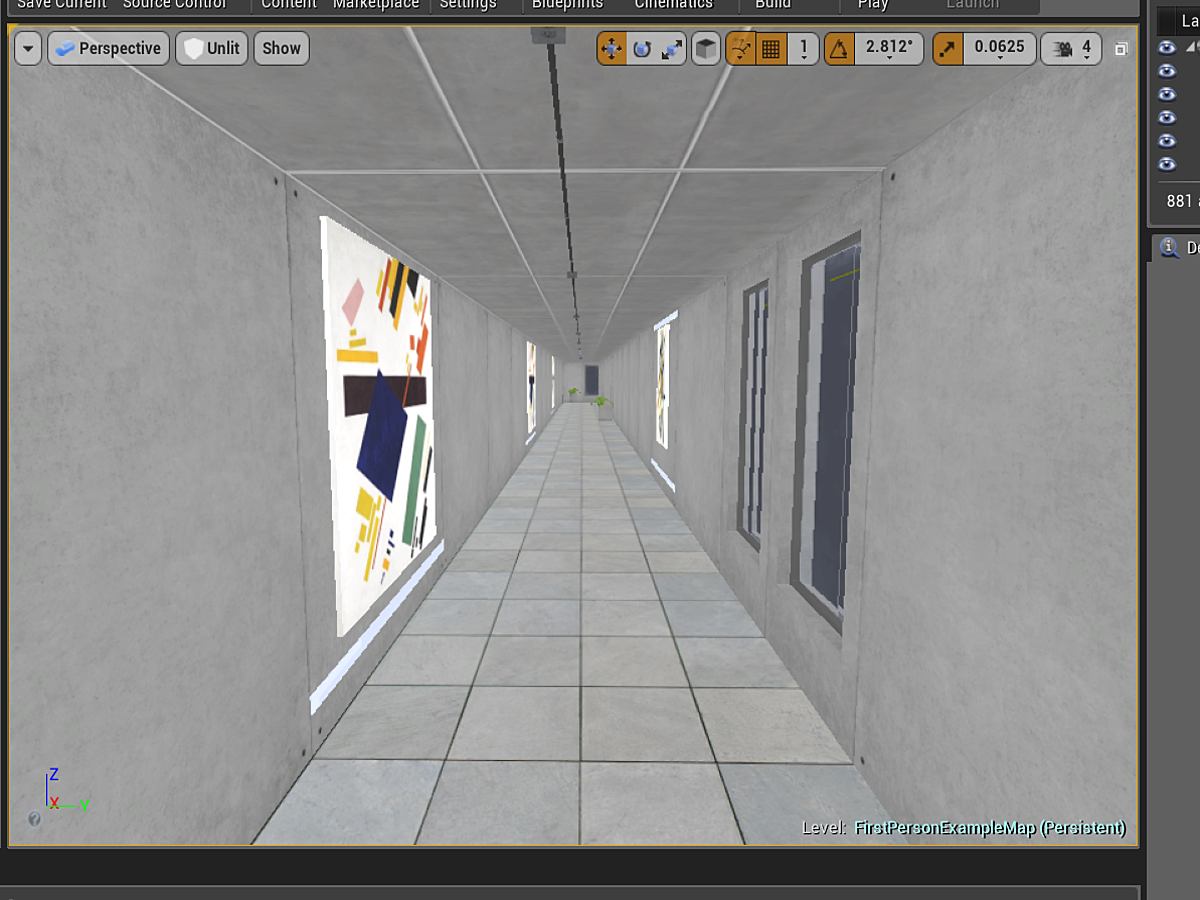 Save Current Source Control Content Marketplace Settings Blueprints Cinematics Build Play Launch
Perspective Unlit Show 1 2.812° 0.0625 4
La
881
De
Z
X Y
Level: FirstPersonExampleMap (Persistent)